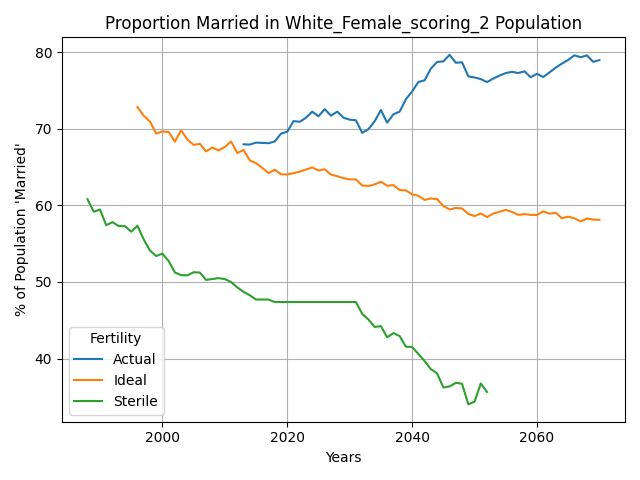 Proportion Married in White_Female_scoring_2 Population
% of Population 'Married'
80
70
60
50
40
Fertility
Actual
Ideal
Sterile
2000
2020
2040
2060
Years